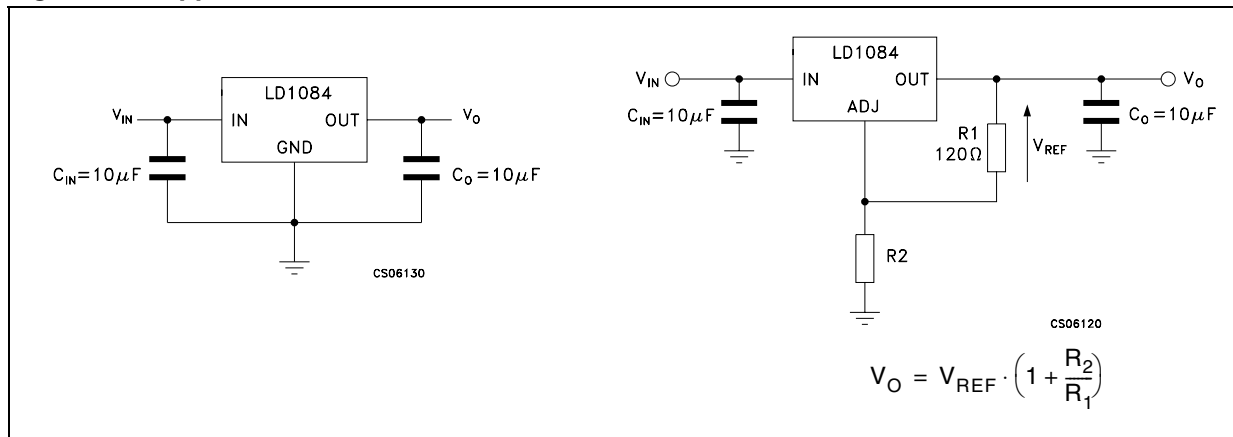 LD1084
V_IN IN OUT V_O
GND
C_IN=10μF C_O=10μF
CS06130
LD1084
V_IN IN OUT V_O
ADJ
C_IN=10μF R1 120Ω V_REF C_O=10μF
R2
CS06120
V_O = V_REF · (1 + R_2/R_1)